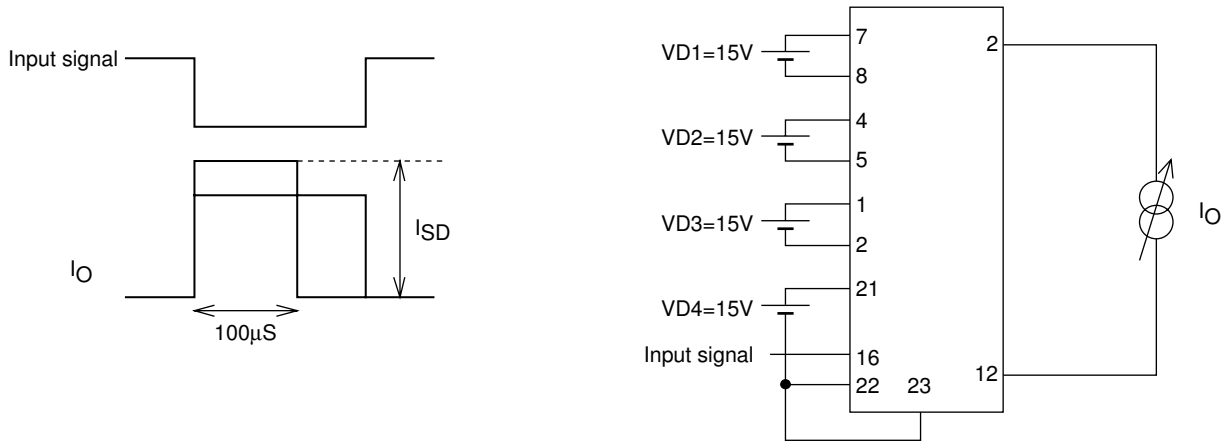 Input signal
I_O
I_SD
100µS
VD1=15V
7
8
VD2=15V
4
5
VD3=15V
1
2
VD4=15V
21
Input signal
16
22
23
2
12
I_O